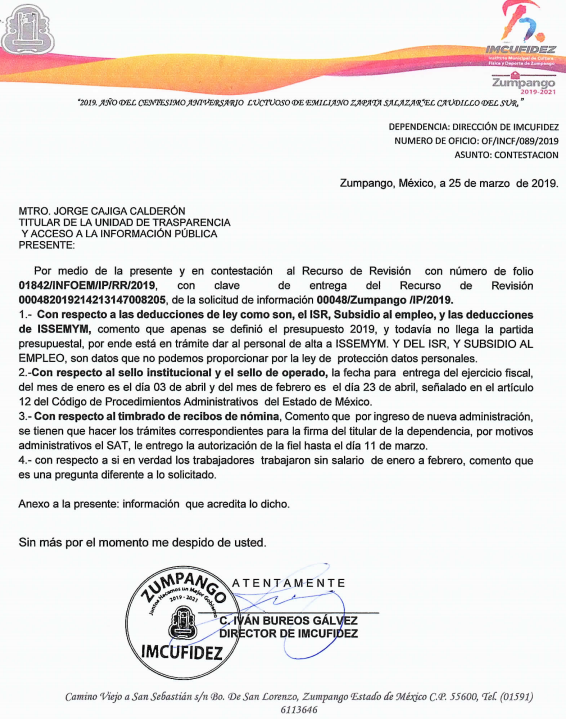 IMCUFIDEZ
Instituto Municipal de Cultura
Física y Deporte de Zumpango
Zumpango
2019-2021
"2019. AÑO DEL CENTESIMO ANIVERSARIO LUCTUOSO DE EMILIANO ZAPATA SALAZAR"EL CAUDILLO DEL SUR,"
DEPENDENCIA: DIRECCIÓN DE IMCUFIDEZ
NUMERO DE OFICIO: OF/INCF/089/2019
ASUNTO: CONTESTACION
Zumpango, México, a 25 de marzo de 2019.
MTRO. JORGE CAJIGA CALDERÓN
TITULAR DE LA UNIDAD DE TRASPARENCIA
Y ACCESO A LA INFORMACIÓN PÚBLICA
PRESENTE:
Por medio de la presente y en contestación al Recurso de Revisión con número de folio
01842/INFOEM/IP/RR/2019, con clave de entrega del Recurso de Revisión
000482019214213147008205, de la solicitud de información 00048/Zumpango /IP/2019.
1.- Con respecto a las deducciones de ley como son, el ISR, Subsidio al empleo, y las deducciones
de ISSEMYM, comento que apenas se definió el presupuesto 2019, y todavía no llega la partida
presupuestal, por ende está en trámite dar al personal de alta a ISSEMYM. Y DEL ISR, Y SUBSIDIO AL
EMPLEO, son datos que no podemos proporcionar por la ley de protección datos personales.
2.-Con respecto al sello institucional y el sello de operado, la fecha para entrega del ejercicio fiscal,
del mes de enero es el día 03 de abril y del mes de febrero es el día 23 de abril, señalado en el artículo
12 del Código de Procedimientos Administrativos del Estado de México.
3.- Con respecto al timbrado de recibos de nómina, Comento que por ingreso de nueva administración,
se tienen que hacer los trámites correspondientes para la firma del titular de la dependencia, por motivos
administrativos el SAT, le entrego la autorización de la fiel hasta el día 11 de marzo.
4.- con respecto a si en verdad los trabajadores trabajaron sin salario de enero a febrero, comento que
es una pregunta diferente a lo solicitado.
Anexo a la presente: información que acredita lo dicho.
Sin más por el momento me despido de usted.
ZUMPANGO
Juntos Hacemos un Mejor Gobierno
2019 - 2021
IMCUFIDEZ
ATENTAMENTE
C. IVÁN BUREOS GÁLVEZ
DIRECTOR DE IMCUFIDEZ
Camino Viejo a San Sebastián s/n Bo. De San Lorenzo, Zumpango Estado de México C.P. 55600, Tel. (01591)
6113646